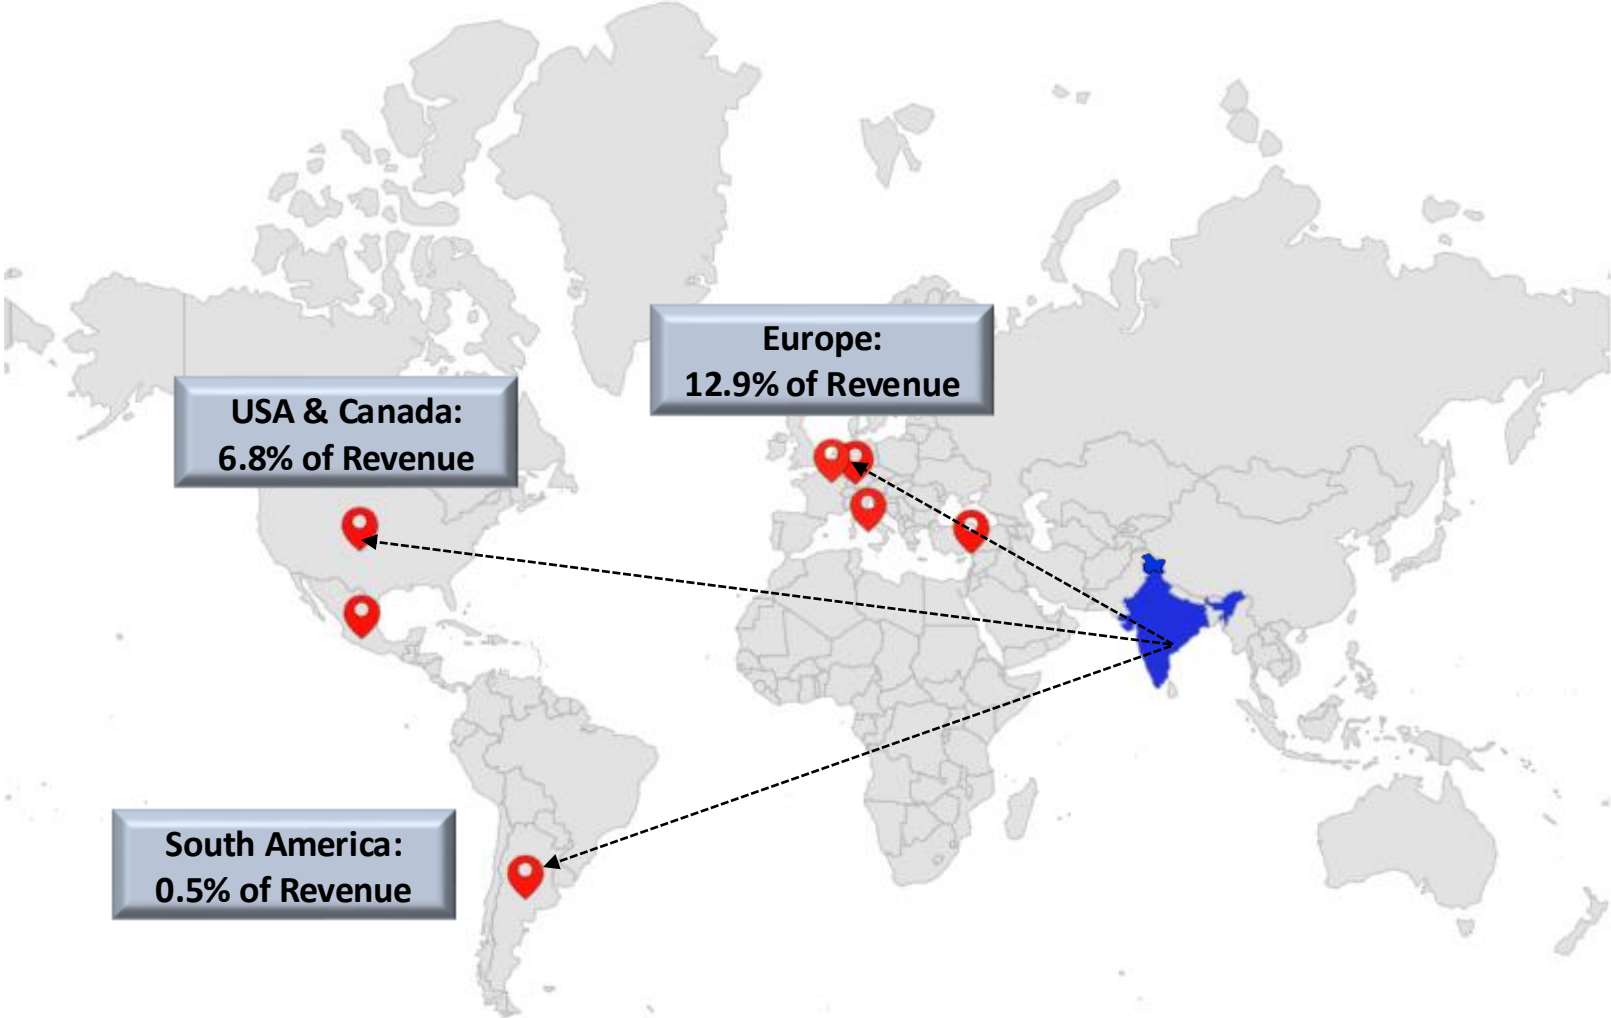 Europe:
12.9% of Revenue
USA & Canada:
6.8% of Revenue
South America:
0.5% of Revenue